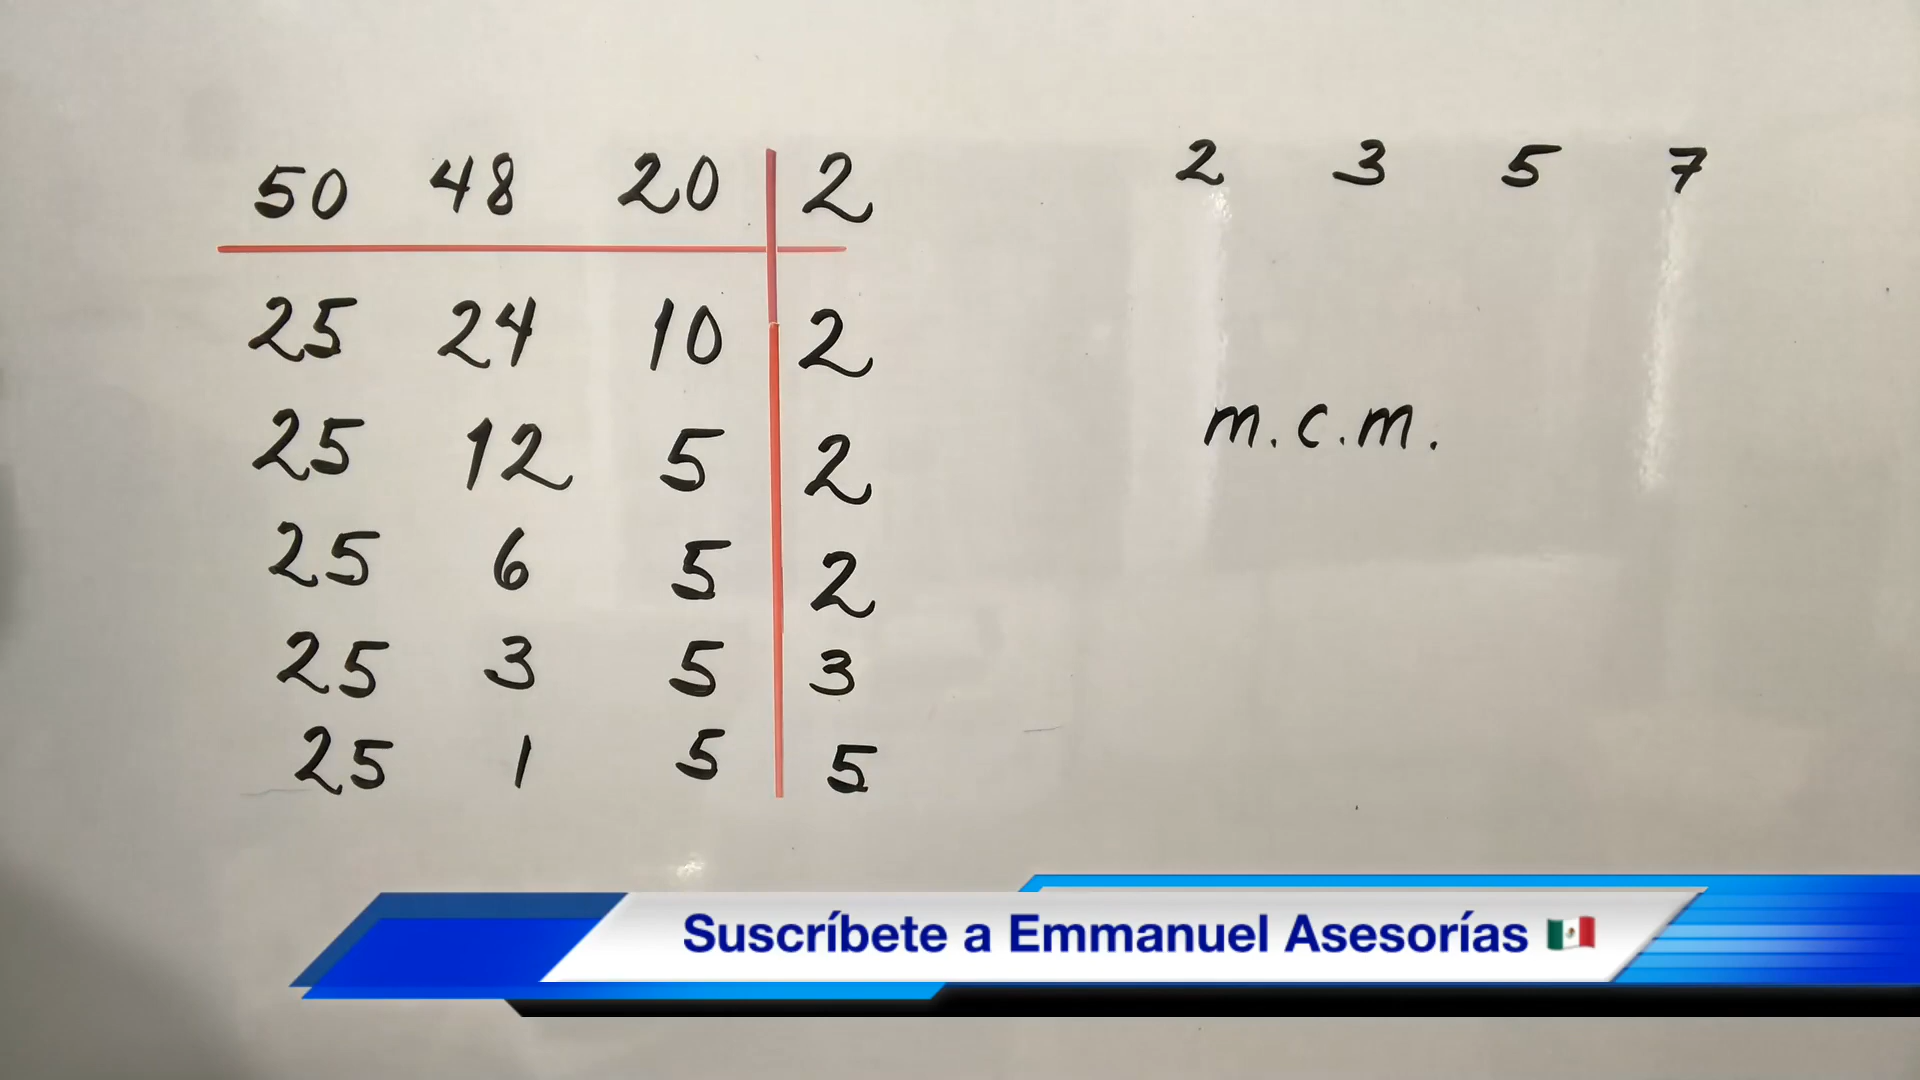 50 48 20 2
2 3 5 7
25 24 10 2
m.c.m.
25 12 5 2
25 6 5 2
25 3 5 3
25 1 5 5
Suscríbete a Emmanuel Asesorías 🇲🇽